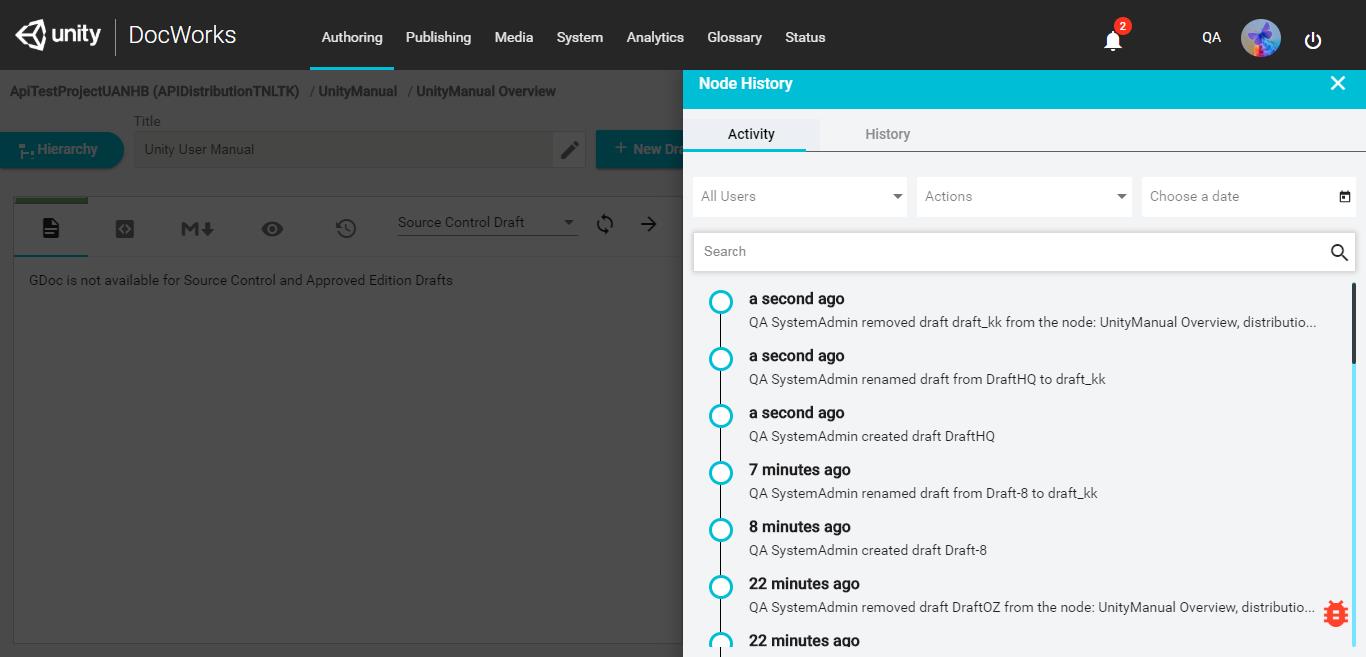 unity DocWorks Authoring Publishing Media System Analytics Glossary Status 2 QA
ApiTestProjectUANHB (APIDistributionTNLTK) / UnityManual / UnityManual Overview
Title
Hierarchy Unity User Manual + New Dra
M Source Control Draft
GDoc is not available for Source Control and Approved Edition Drafts
Node History
Activity History
All Users Actions Choose a date
Search
a second ago
QA SystemAdmin removed draft draft_kk from the node: UnityManual Overview, distributio...
a second ago
QA SystemAdmin renamed draft from DraftHQ to draft_kk
a second ago
QA SystemAdmin created draft DraftHQ
7 minutes ago
QA SystemAdmin renamed draft from Draft-8 to draft_kk
8 minutes ago
QA SystemAdmin created draft Draft-8
22 minutes ago
QA SystemAdmin removed draft DraftOZ from the node: UnityManual Overview, distributio...
22 minutes ago